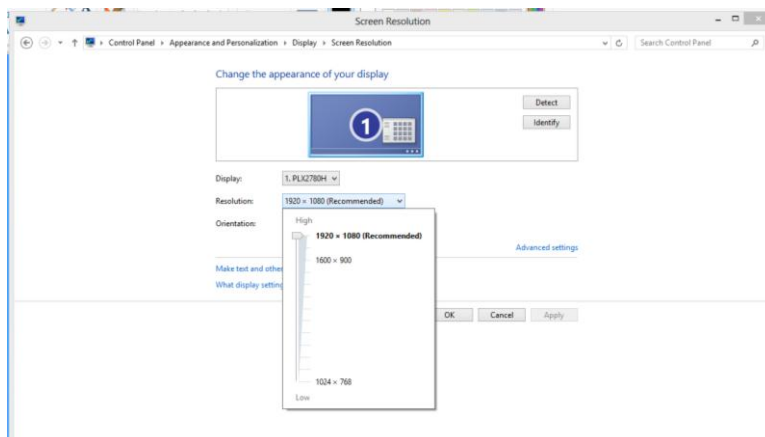 Screen Resolution
Control Panel › Appearance and Personalization › Display › Screen Resolution
Search Control Panel
Change the appearance of your display
1
Detect
Identify
Display: 1. PLX2780H
Resolution: 1920 × 1080 (Recommended)
Orientation:
High
1920 × 1080 (Recommended)
Advanced settings
1600 × 900
Make text and other
What display setting
OK Cancel Apply
1024 × 768
Low